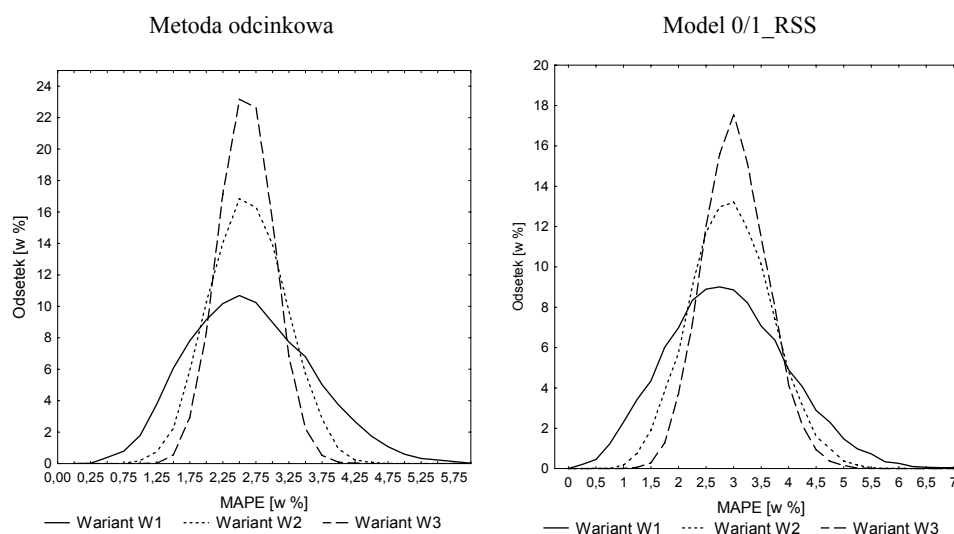 Metoda odcinkowa
Model 0/1_RSS
Odsetek [w %]
24
22
20
18
16
14
12
10
8
6
4
2
0
0,00 0,25 0,75 1,25 1,75 2,25 2,75 3,25 3,75 4,25 4,75 5,25 5,75
MAPE [w %]
Wariant W1 Wariant W2 Wariant W3
Odsetek [w %]
20
18
16
14
12
10
8
6
4
2
0
0 0,5 1 1,5 2 2,5 3 3,5 4 4,5 5 5,5 6 6,5 7
MAPE [w %]
Wariant W1 Wariant W2 Wariant W3